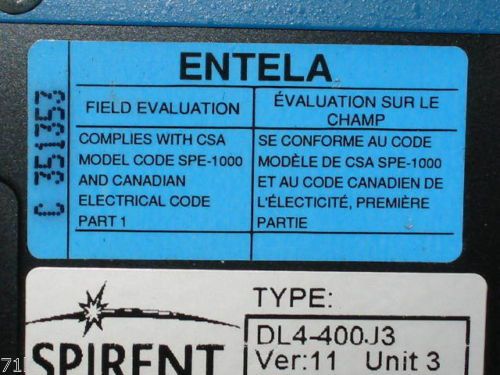 ENTELA
FIELD EVALUATION
COMPLIES WITH CSA
MODEL CODE SPE-1000
AND CANADIAN
ELECTRICAL CODE
PART 1
ÉVALUATION SUR LE
CHAMP
SE CONFORME AU CODE
MODÈLE DE CSA SPE-1000
ET AU CODE CANADIEN DE
L'ÉLECTICITÉ, PREMIÈRE
PARTIE
C 351353
SPIRENT
TYPE:
DL4-400J3
Ver:11 Unit 3
71